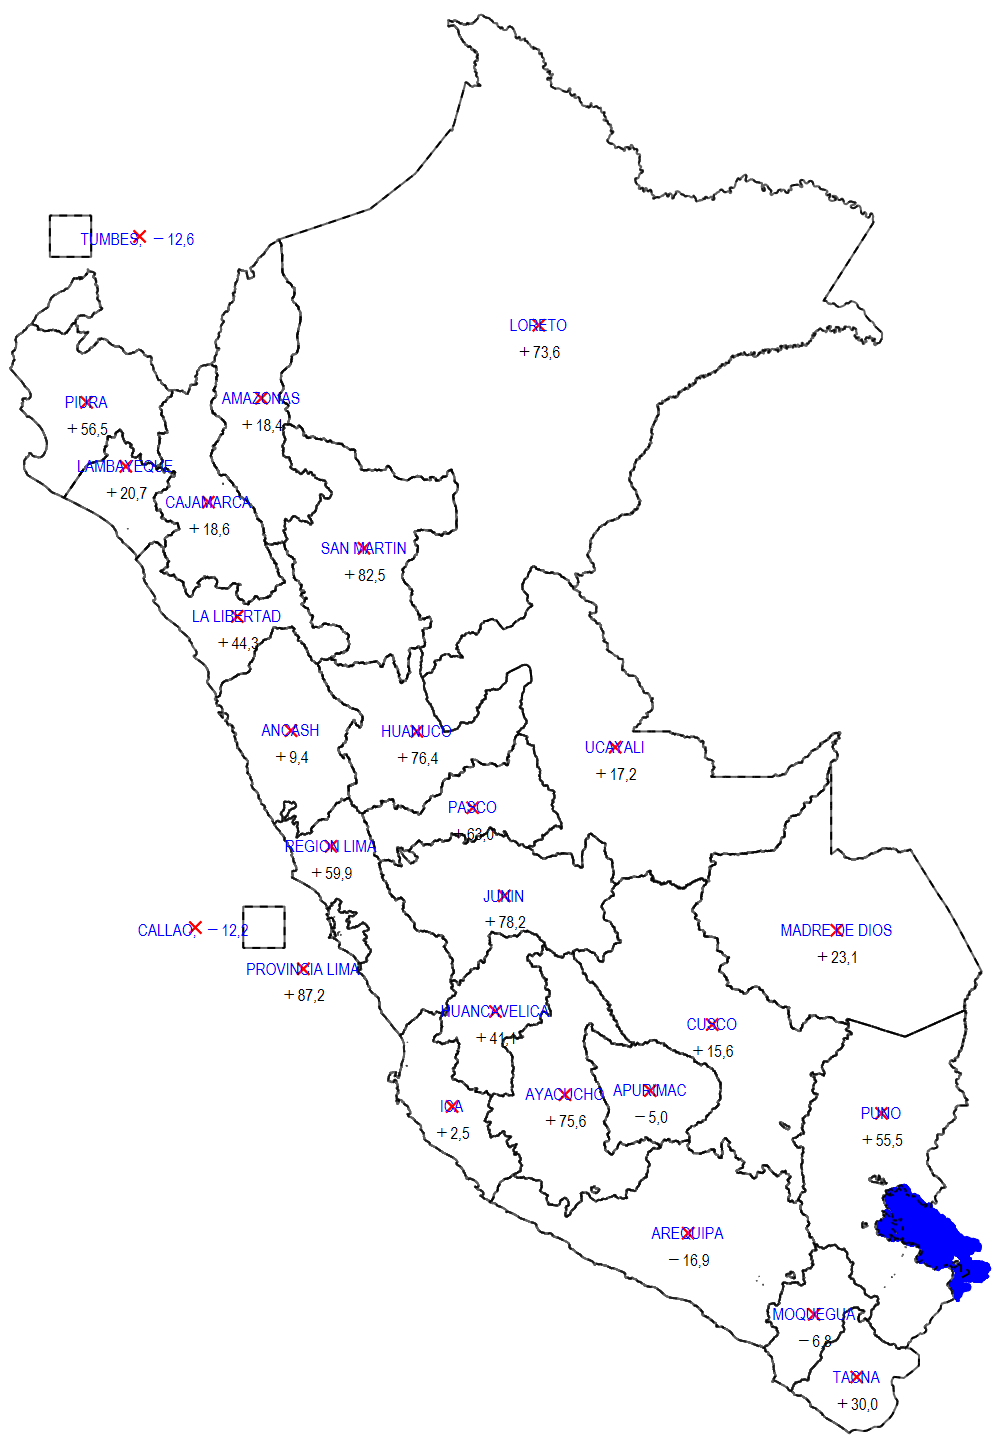 TUMBES, −12,6
LORETO
+73,6
PIURA
+56,5
AMAZONAS
+18,4
LAMBAYEQUE
+20,7
CAJAMARCA
+18,6
SAN MARTIN
+82,5
LA LIBERTAD
+44,3
ANCASH
+9,4
HUANUCO
+76,4
UCAYALI
+17,2
PASCO
+63,0
REGION LIMA
+59,9
JUNIN
+78,2
CALLAO, −12,2
MADRE DE DIOS
+23,1
PROVINCIA LIMA
+87,2
HUANCAVELICA
+41,1
CUSCO
+15,6
AYACUCHO
+75,6
APURIMAC
−5,0
ICA
+2,5
PUNO
+55,5
AREQUIPA
−16,9
MOQUEGUA
−6,8
TACNA
+30,0